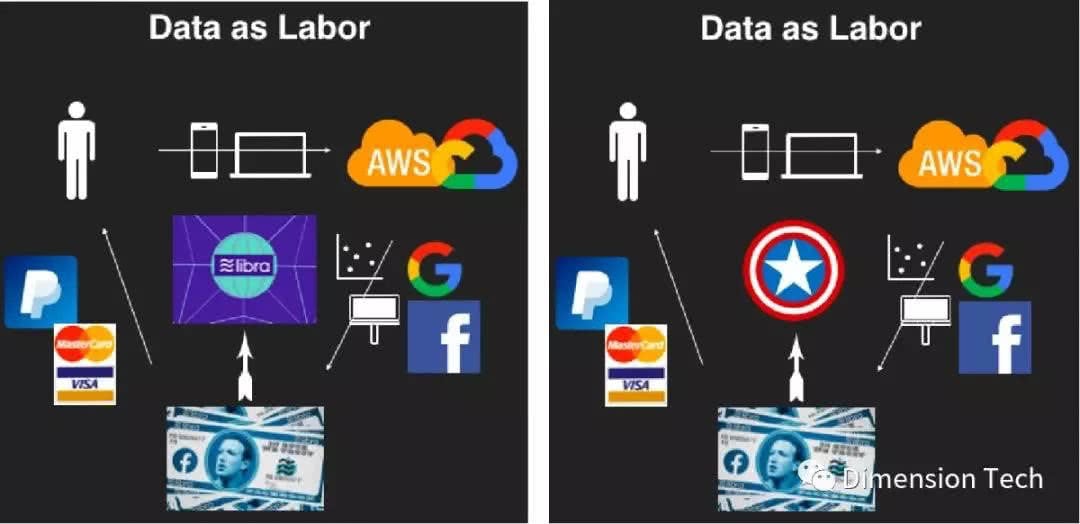 Data as Labor
AWS
libra
MasterCard
VISA
Data as Labor
AWS
MasterCard
VISA
Dimension Tech